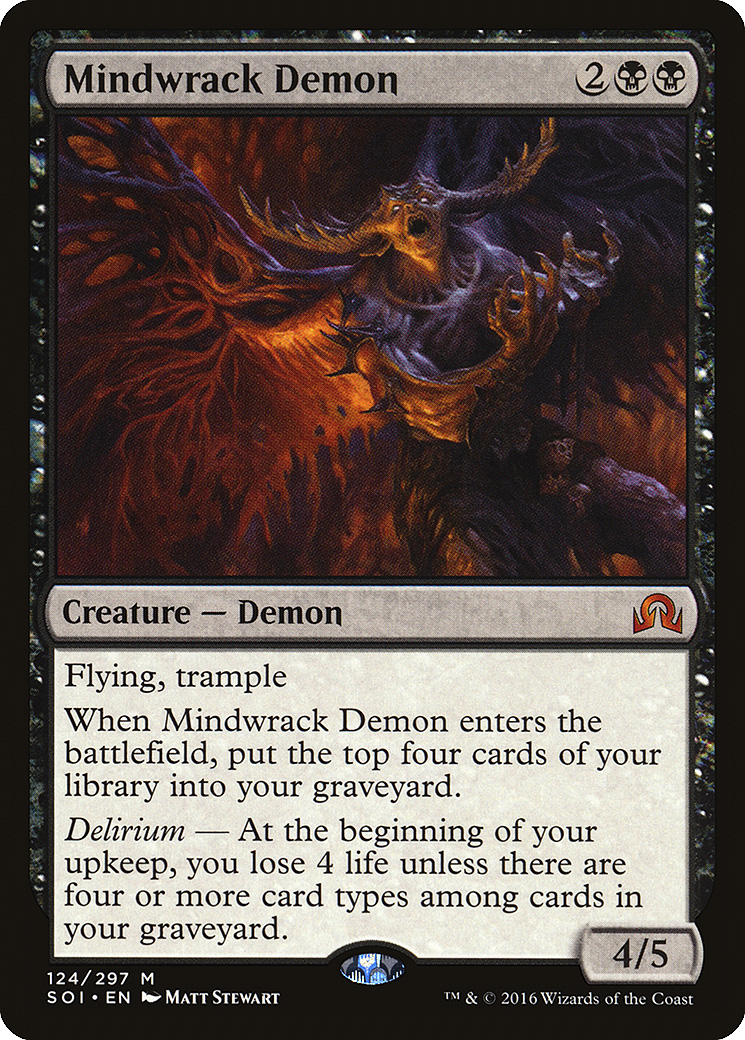 Mindwrack Demon 2
Creature — Demon
Flying, trample
When Mindwrack Demon enters the
battlefield, put the top four cards of your
library into your graveyard.
Delirium — At the beginning of your
upkeep, you lose 4 life unless there are
four or more card types among cards in
your graveyard.
4/5
124/297 M
SOI • EN Matt Stewart
™ & © 2016 Wizards of the Coast